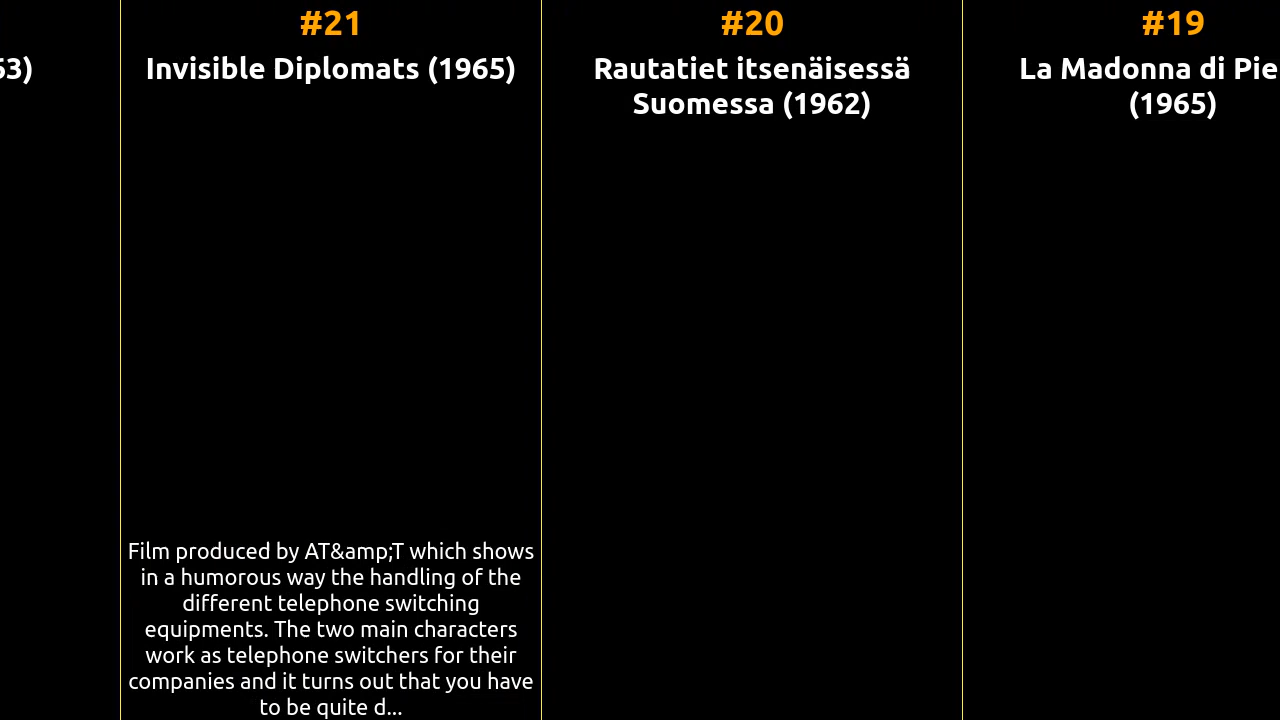 63)
#21
Invisible Diplomats (1965)
Film produced by AT&amp;T which shows
in a humorous way the handling of the
different telephone switching
equipments. The two main characters
work as telephone switchers for their
companies and it turns out that you have
to be quite d...
#20
Rautatiet itsenäisessä
Suomessa (1962)
#19
La Madonna di Pie
(1965)